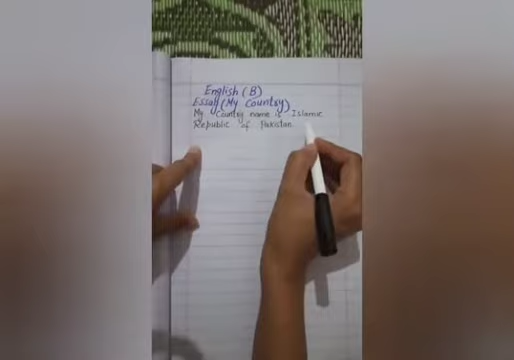 English (B)
Essay (My Country)
My Country name is Islamic
Republic of Pakistan